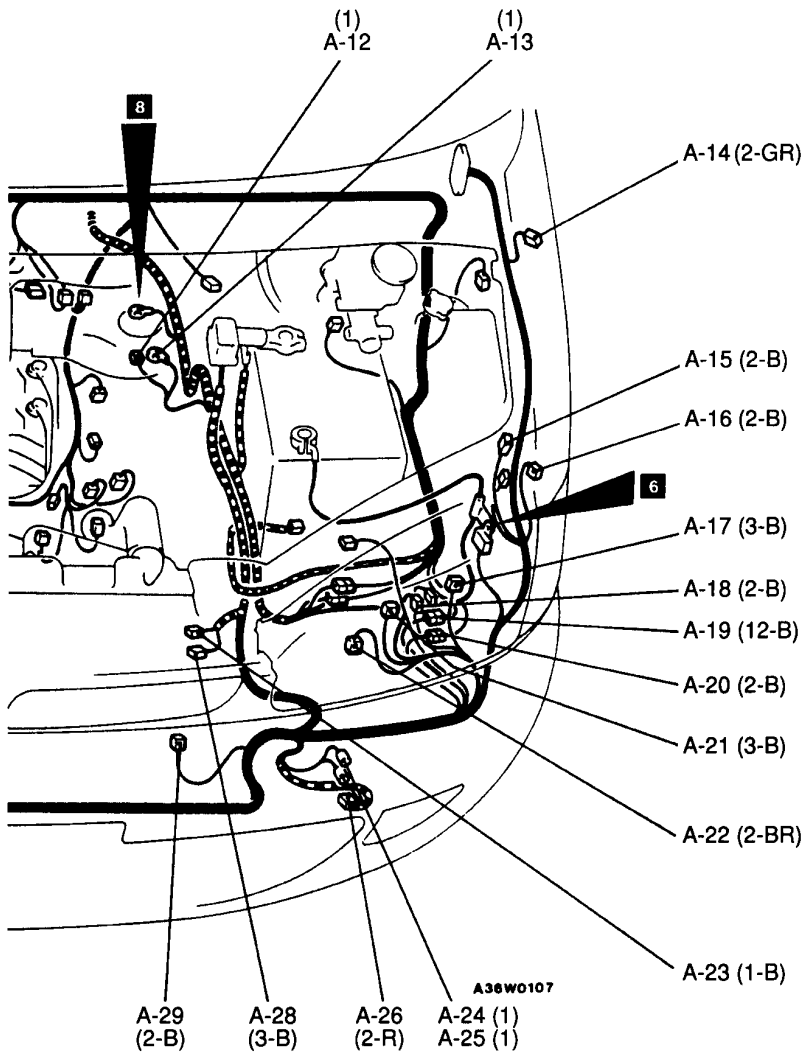 (1)
A-12
(1)
A-13
8
A-14 (2-GR)
A-15 (2-B)
A-16 (2-B)
6
A-17 (3-B)
A-18 (2-B)
A-19 (12-B)
A-20 (2-B)
A-21 (3-B)
A-22 (2-BR)
A-23 (1-B)
A36W0107
A-29
(2-B)
A-28
(3-B)
A-26
(2-R)
A-24 (1)
A-25 (1)